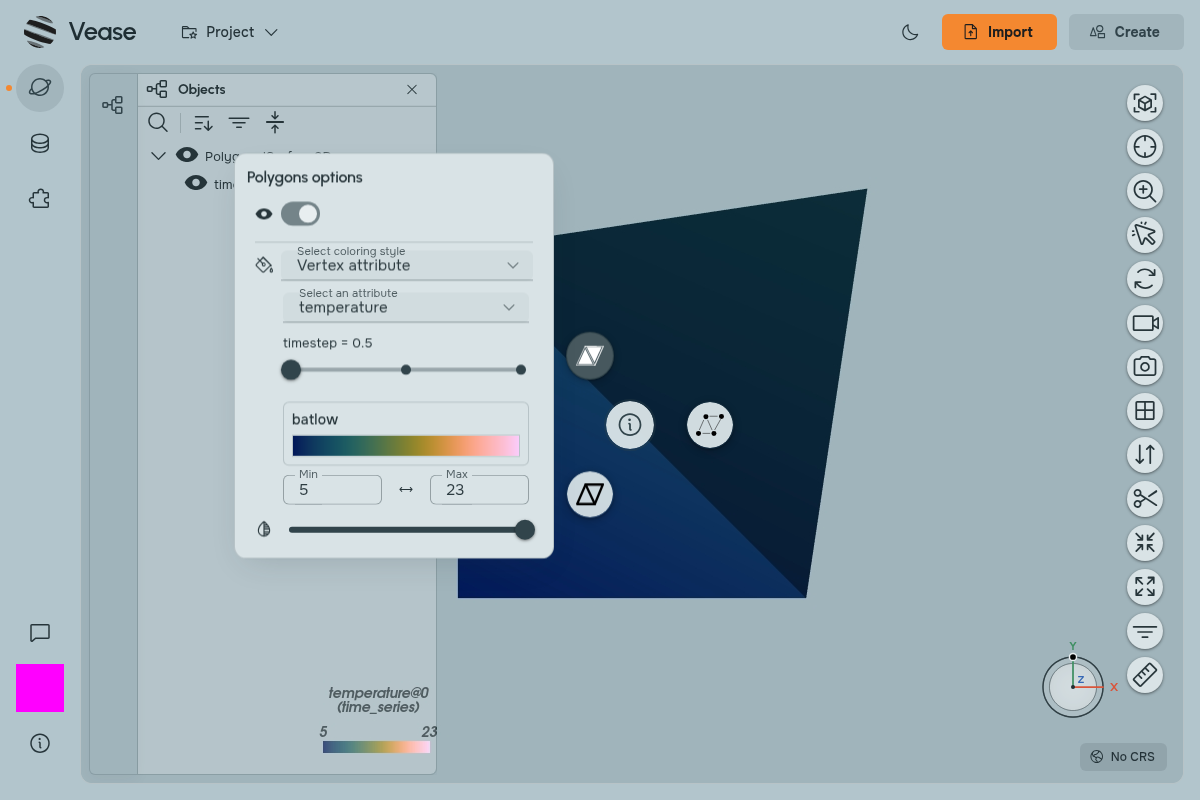 Vease
Project
Import
Create
Objects
Polygons options
Select coloring style
Vertex attribute
Select an attribute
temperature
timestep = 0.5
batlow
Min
Max
5
23
temperature@0
(time_series)
5
23
Y
Z
X
No CRS